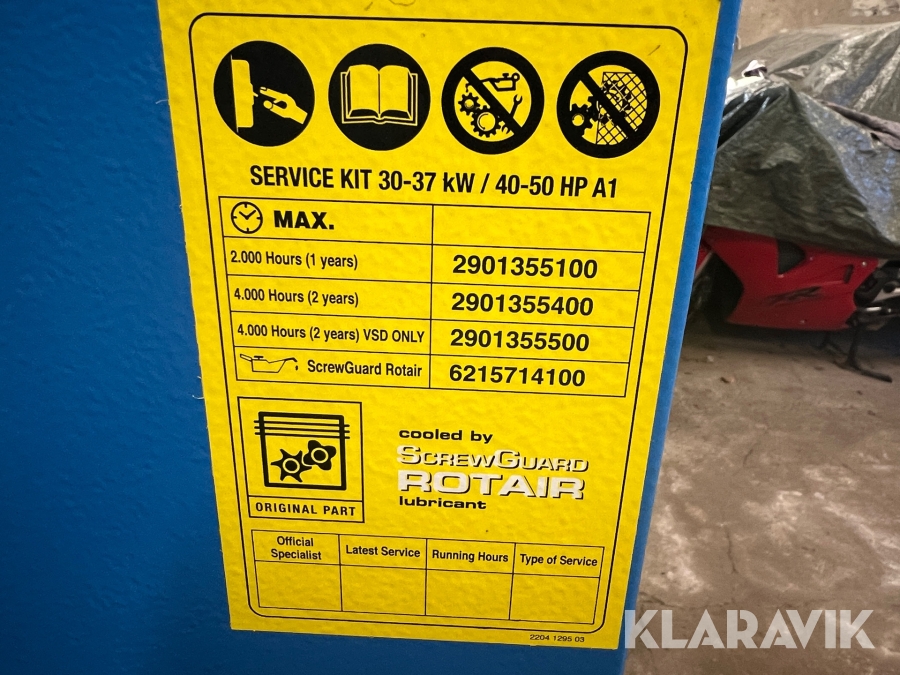 SERVICE KIT 30-37 kW / 40-50 HP A1
MAX.
2.000 Hours (1 years) 2901355100
4.000 Hours (2 years) 2901355400
4.000 Hours (2 years) VSD ONLY 2901355500
ScrewGuard Rotair 6215714100
ORIGINAL PART
cooled by
SCREWGUARD
ROTAIR
lubricant
Official Specialist Latest Service Running Hours Type of Service
2204 1295 03
KLARAVIK